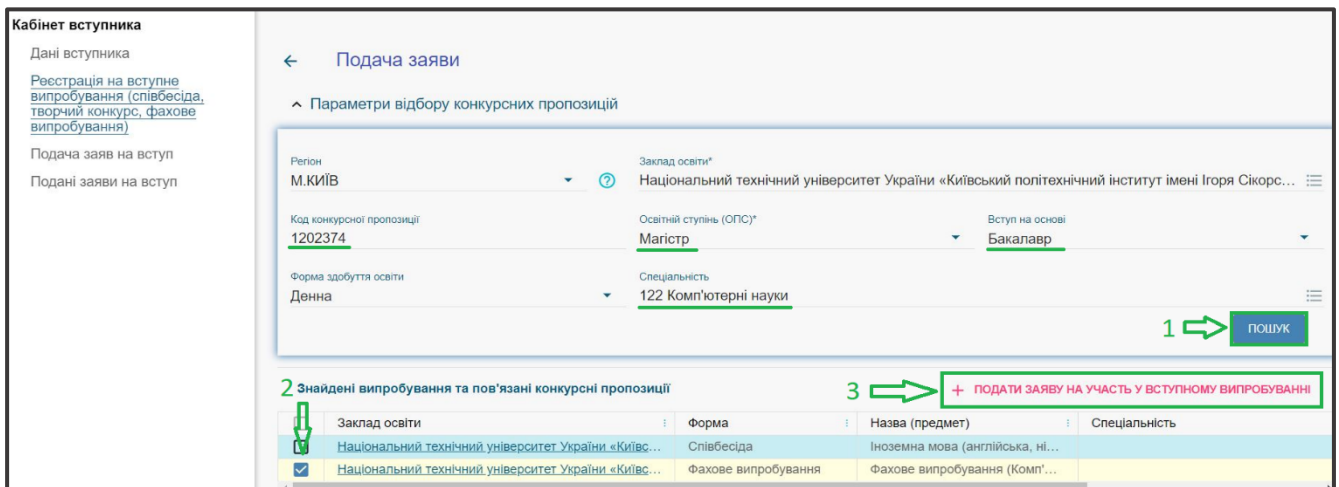 Кабінет вступника
Дані вступника
Реєстрація на вступне
випробування (співбесіда,
творчий конкурс, фахове
випробування)
Подача заяв на вступ
Подані заяви на вступ
Подача заяви
Параметри відбору конкурсних пропозицій
Регіон
М.КИЇВ
Заклад освіти*
Національний технічний університет України «Київський політехнічний інститут імені Ігоря Сікорс...
Код конкурсної пропозиції
1202374
Освітній ступінь (ОПС)*
Магістр
Вступ на основі
Бакалавр
Форма здобуття освіти
Денна
Спеціальність
122 Комп'ютерні науки
1
ПОШУК
2 Знайдені випробування та пов'язані конкурсні пропозиції
3
+ ПОДАТИ ЗАЯВУ НА УЧАСТЬ У ВСТУПНОМУ ВИПРОБУВАННІ
Заклад освіти Форма Назва (предмет) Спеціальність
Національний технічний університет України «Київс... Співбесіда Іноземна мова (англійська, ні...
Національний технічний університет України «Київс... Фахове випробування Фахове випробування (Комп'...